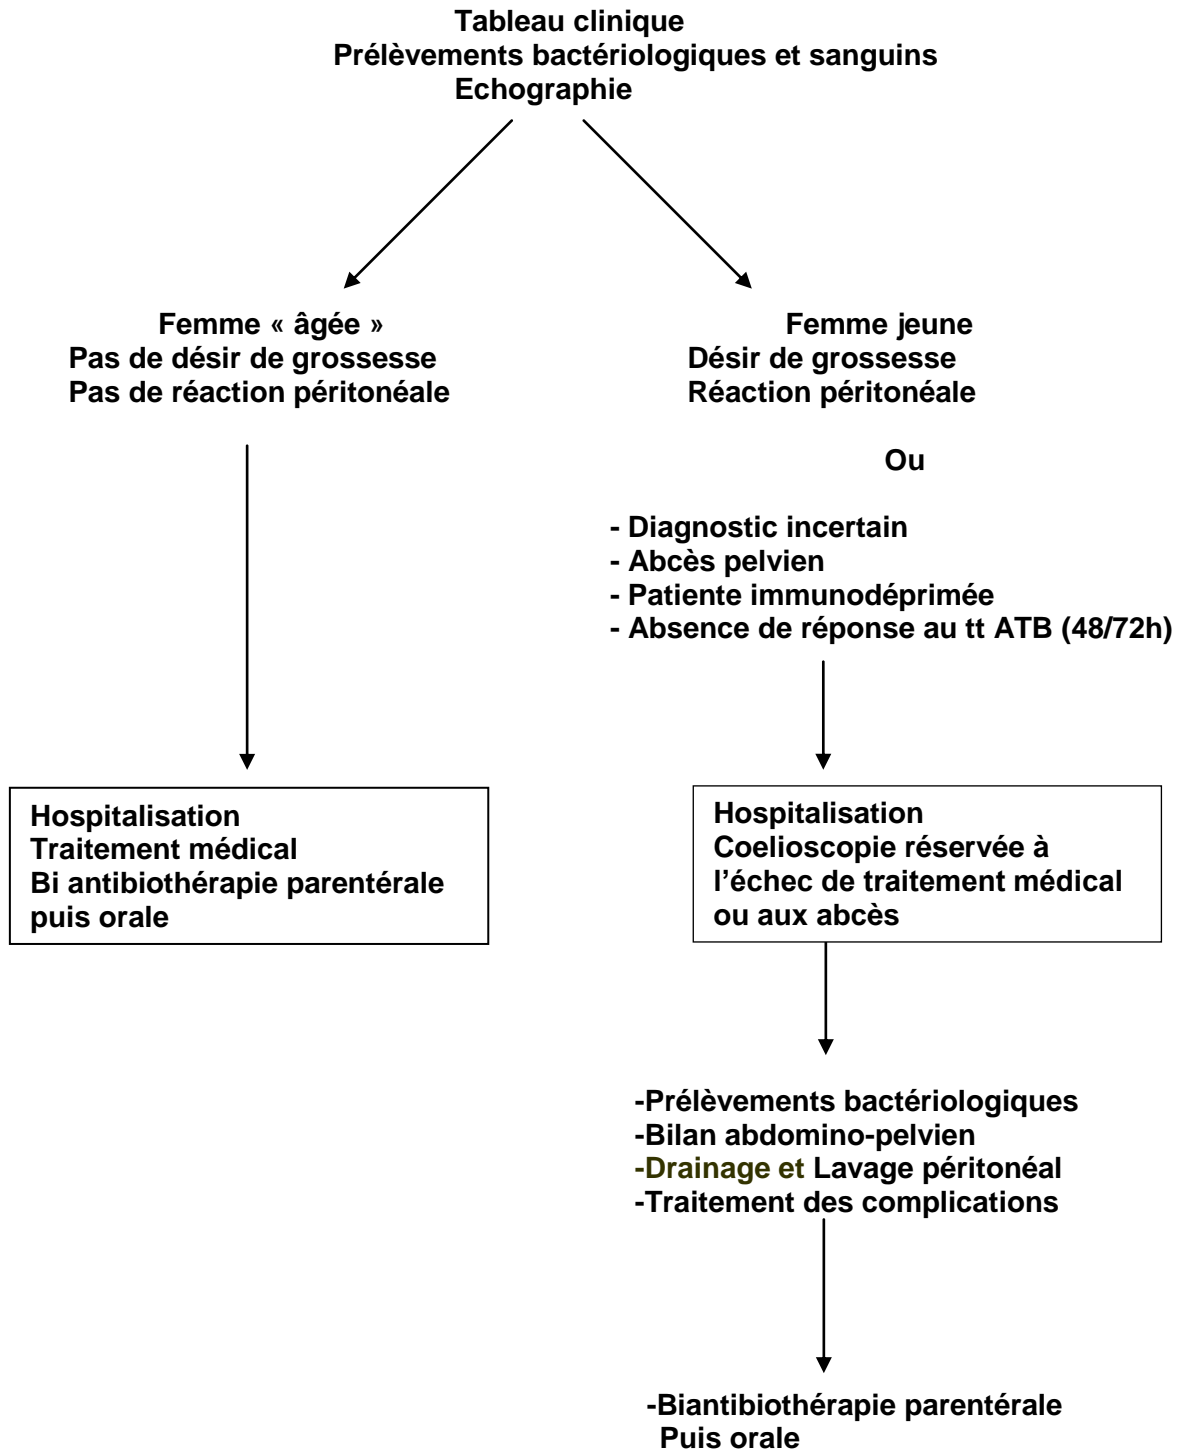 Tableau clinique
Prélèvements bactériologiques et sanguins
Echographie
Femme « âgée »
Pas de désir de grossesse
Pas de réaction péritonéale
Femme jeune
Désir de grossesse
Réaction péritonéale
Ou
- Diagnostic incertain
- Abcès pelvien
- Patiente immunodéprimée
- Absence de réponse au tt ATB (48/72h)
Hospitalisation
Traitement médical
Bi antibiothérapie parentérale
puis orale
Hospitalisation
Coelioscopie réservée à
l’échec de traitement médical
ou aux abcès
-Prélèvements bactériologiques
-Bilan abdomino-pelvien
-Drainage et Lavage péritonéal
-Traitement des complications
-Biantibiothérapie parentérale
Puis orale